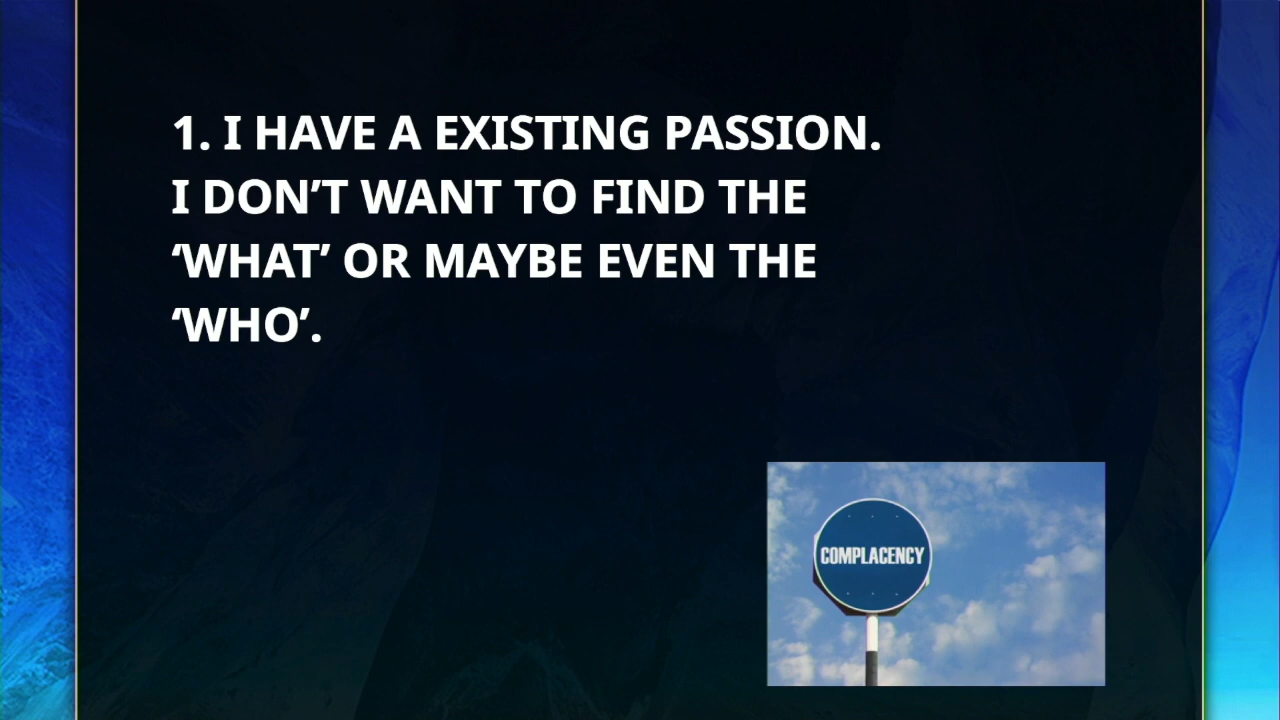 1. I HAVE A EXISTING PASSION.
I DON’T WANT TO FIND THE
‘WHAT’ OR MAYBE EVEN THE
‘WHO’.
COMPLACENCY